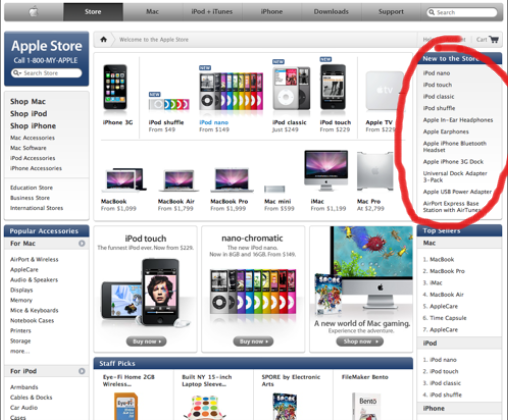 Store
Mac
iPod + iTunes
iPhone
Downloads
Support
Search
Apple Store
Call 1-800-MY-APPLE
Search Store
Welcome to the Apple Store
Cart
Shop Mac
Shop iPod
Shop iPhone
Mac Accessories
Mac Software
iPod Accessories
iPhone Accessories
Education Store
Business Store
International Stores
NEW
NEW
NEW
NEW
iPhone 3G
iPod shuffle
From $49
iPod nano
From $149
iPod classic
Just $249
iPod touch
From $229
Apple TV
MacBook
From $1,099
MacBook Air
From $1,799
MacBook Pro
From $1,999
Mac mini
From $599
iMac
From $1,199
Mac Pro
At $2,799
New to the Store
iPod nano
iPod touch
iPod classic
iPod shuffle
Apple In-Ear Headphones
Apple Earphones
Apple iPhone Bluetooth
Headset
Apple iPhone 3G Dock
Universal Dock Adapter
3-Pack
Apple USB Power Adapter
AirPort Express Base
Station with AirTunes
Popular Accessories
For Mac
AirPort & Wireless
AppleCare
Audio & Speakers
Displays
Memory
Mice & Keyboards
Notebook Cases
Printers
Storage
more...
For iPod
Armbands
Cables & Docks
Car Audio
Cases
iPod touch
The funnest iPod ever. Now from $229.
Buy now
nano-chromatic
The new iPod nano.
Now in 8GB and 16GB. From $149.
Buy now
A new world of Mac gaming.
Experience the adventure.
Shop now
Top Sellers
Mac
1. MacBook
2. MacBook Pro
3. iMac
4. MacBook Air
5. AppleCare
6. Time Capsule
7. AppleCare
iPod
1. iPod nano
2. iPod touch
3. iPod classic
4. iPod shuffle
iPhone
Staff Picks
Eye-Fi Home 2GB
Wireless...
Built NY 15-inch
Laptop Sleeve...
SPORE by Electronic
Arts
FileMaker Bento
Bento